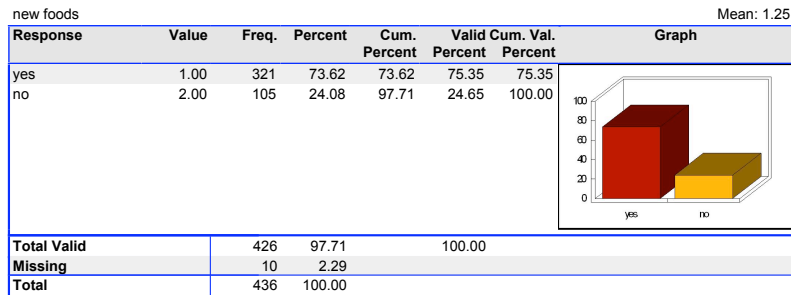 new foods Mean: 1.25
Response Value Freq. Percent Cum. Percent Valid Percent Cum. Val. Percent Graph
yes 1.00 321 73.62 73.62 75.35 75.35
no 2.00 105 24.08 97.71 24.65 100.00
100
80
60
40
20
0
yes no
Total Valid 426 97.71 100.00
Missing 10 2.29
Total 436 100.00